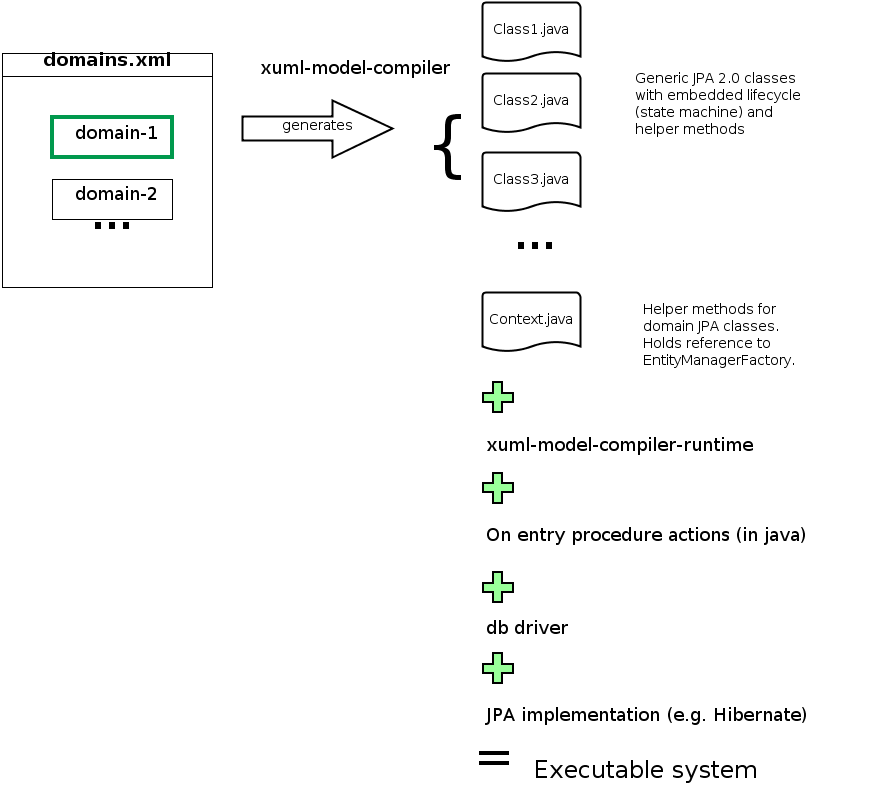 domains.xml
domain-1
domain-2
...
xuml-model-compiler
generates
{
Class1.java
Class2.java
Class3.java
...
Generic JPA 2.0 classes
with embedded lifecycle
(state machine) and
helper methods
Context.java
Helper methods for
domain JPA classes.
Holds reference to
EntityManagerFactory.
xuml-model-compiler-runtime
On entry procedure actions (in java)
db driver
JPA implementation (e.g. Hibernate)
= Executable system